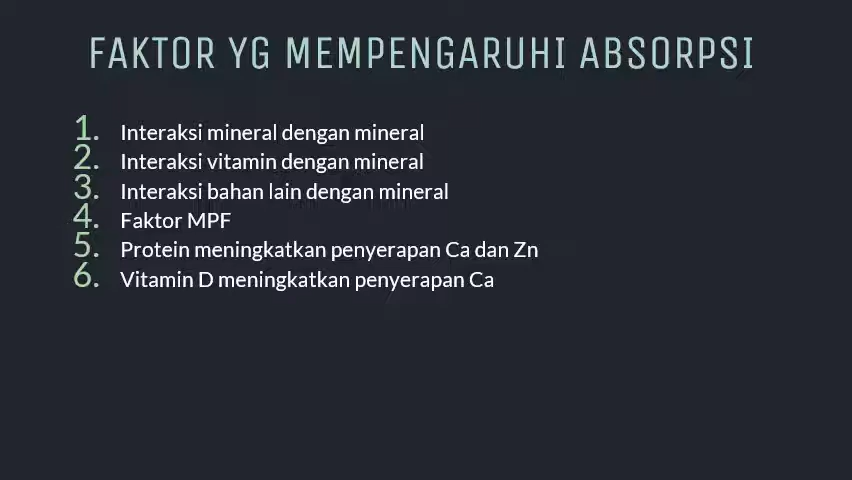 FAKTOR YG MEMPENGARUHI ABSORPSI
1. Interaksi mineral dengan mineral
2. Interaksi vitamin dengan mineral
3. Interaksi bahan lain dengan mineral
4. Faktor MPF
5. Protein meningkatkan penyerapan Ca dan Zn
6. Vitamin D meningkatkan penyerapan Ca